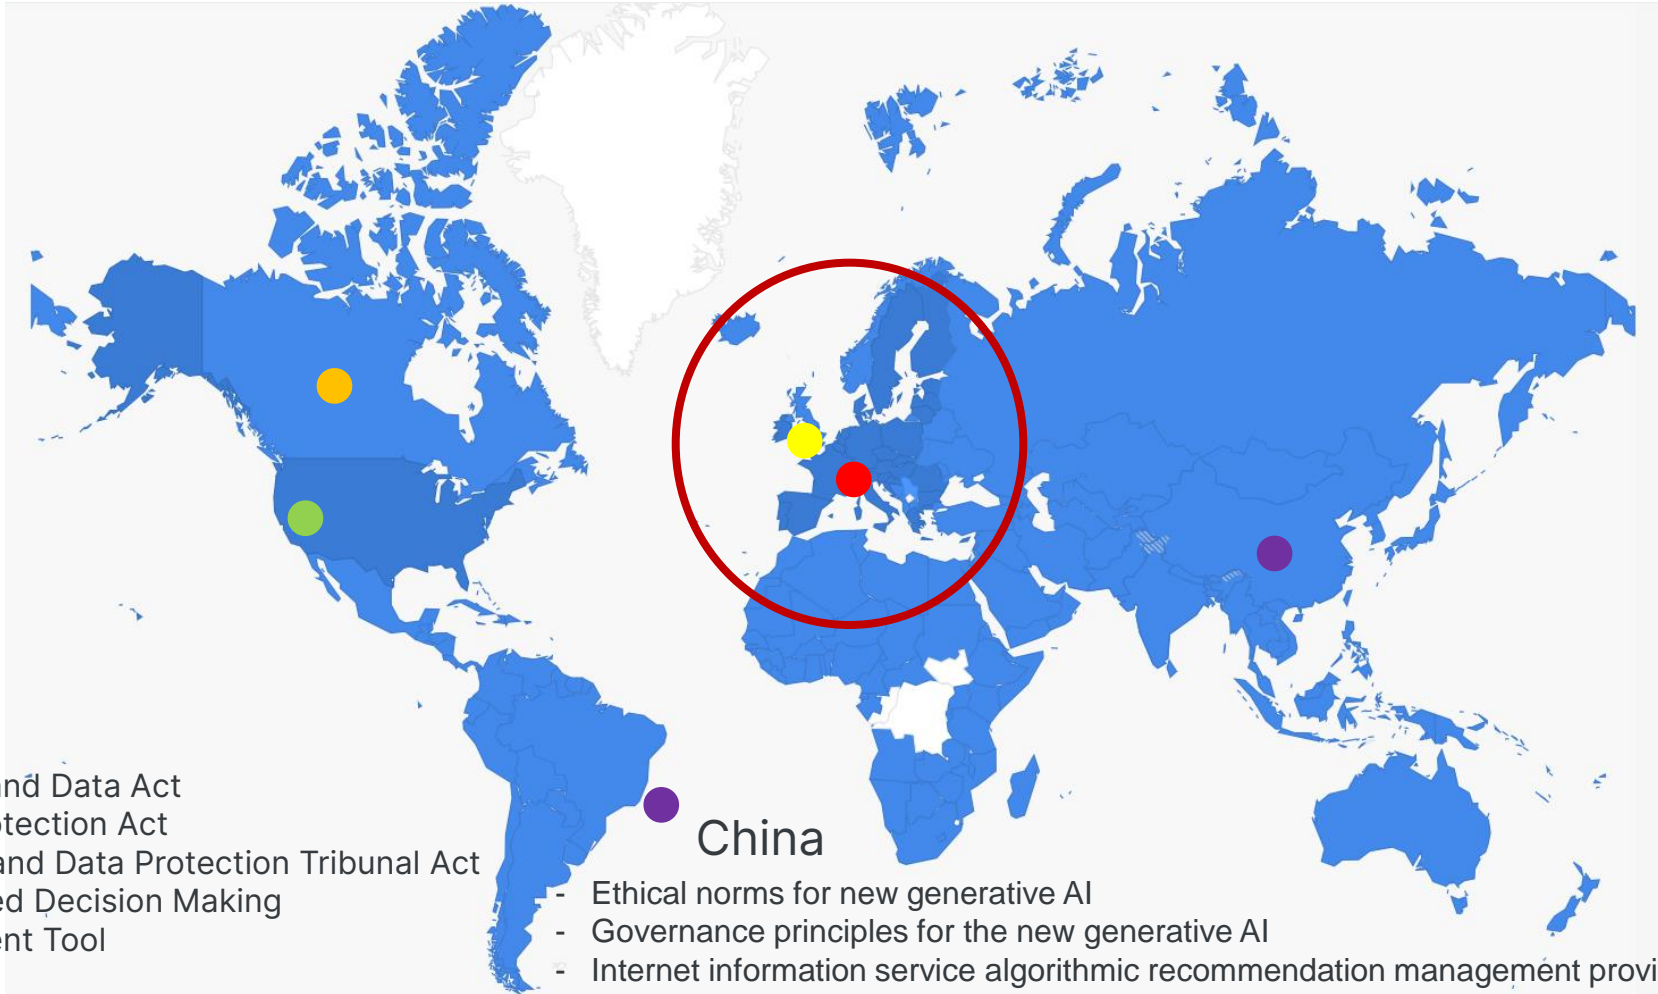 nd Data Act
tection Act
and Data Protection Tribunal Act
ed Decision Making
ent Tool
China
- Ethical norms for new generative AI
- Governance principles for the new generative AI
- Internet information service algorithmic recommendation management provi